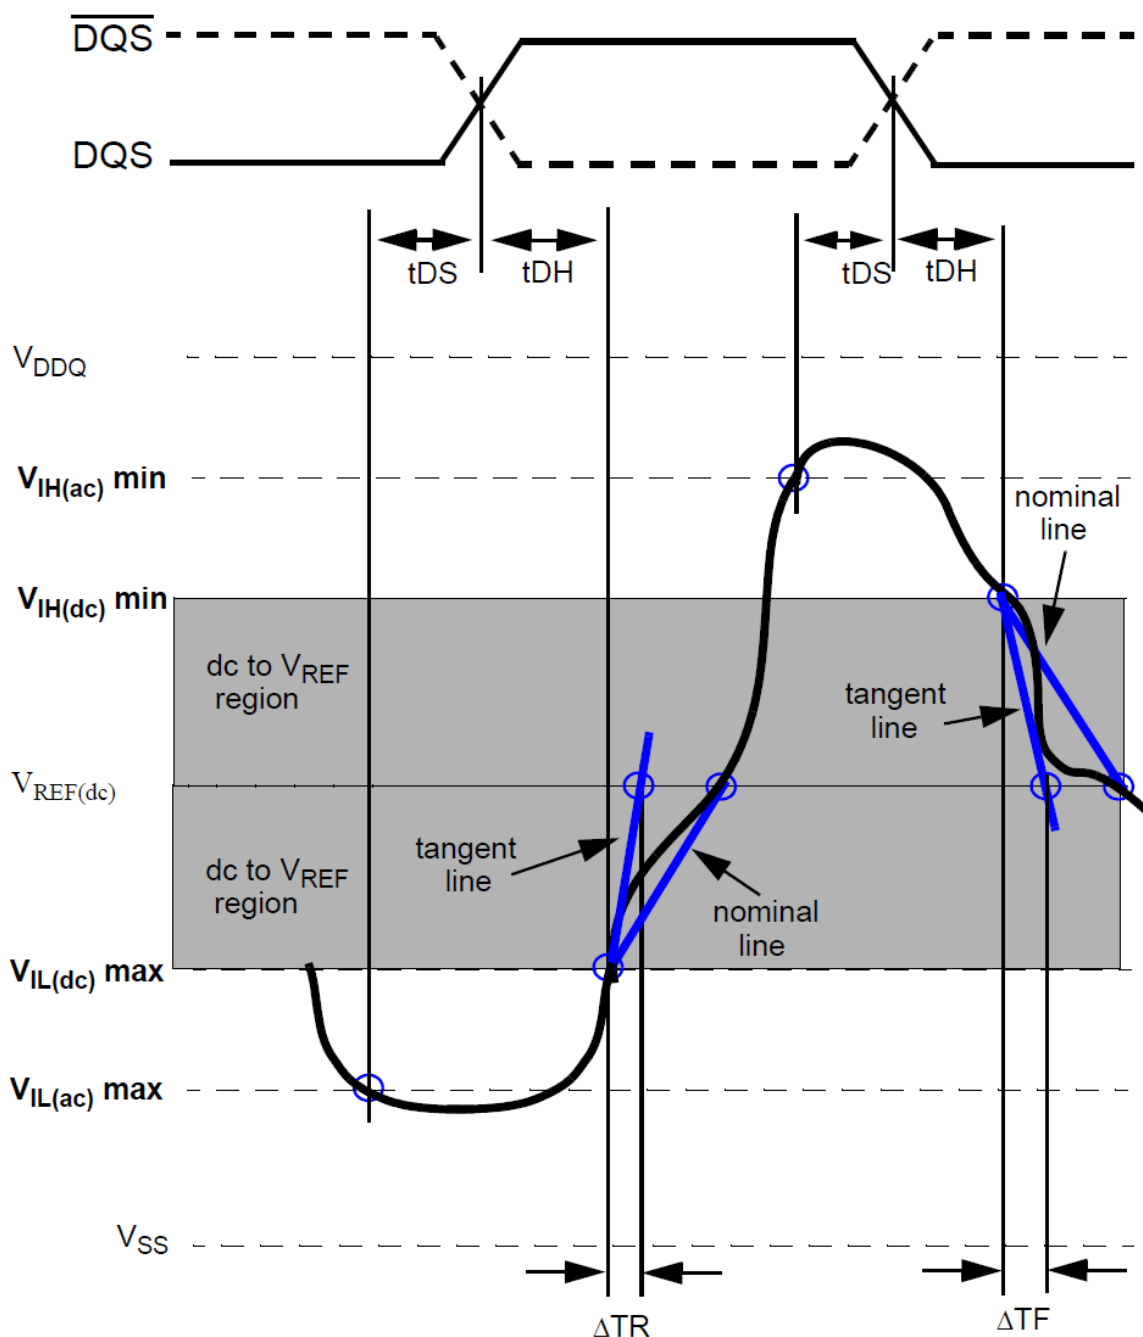 DQS
DQS
tDS
tDH
tDS
tDH
VDDQ
VIH(ac) min
nominal
line
VIH(dc) min
dc to VREF
region
tangent
line
VREF(dc)
tangent
line
dc to VREF
region
nominal
line
VIL(dc) max
VIL(ac) max
VSS
ΔTR
ΔTF